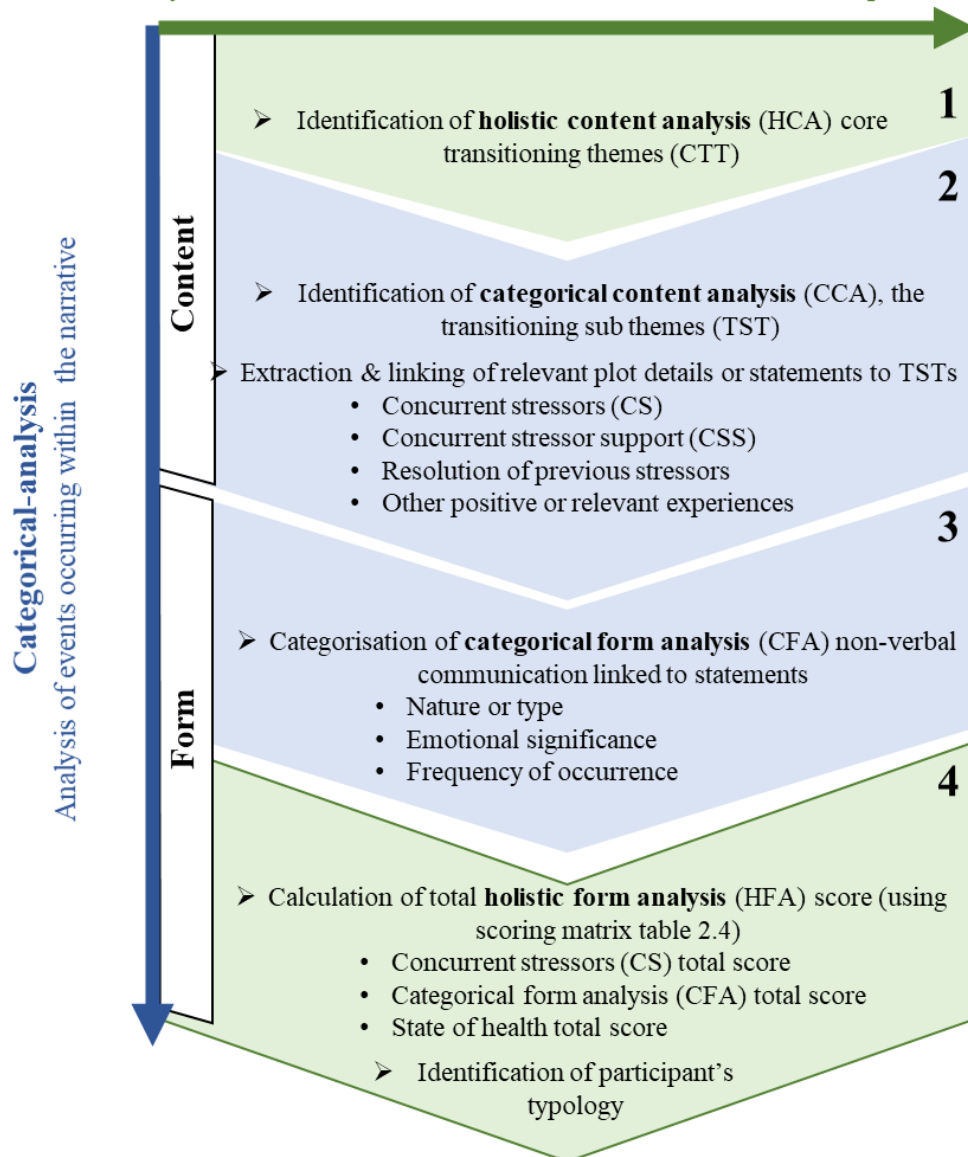 1
➢ Identification of holistic content analysis (HCA) core
transitioning themes (CTT)
2
➢ Identification of categorical content analysis (CCA), the
transitioning sub themes (TST)
➢ Extraction & linking of relevant plot details or statements to TSTs
• Concurrent stressors (CS)
• Concurrent stressor support (CSS)
• Resolution of previous stressors
• Other positive or relevant experiences
3
➢ Categorisation of categorical form analysis (CFA) non-verbal
communication linked to statements
• Nature or type
• Emotional significance
• Frequency of occurrence
4
➢ Calculation of total holistic form analysis (HFA) score (using
scoring matrix table 2.4)
• Concurrent stressors (CS) total score
• Categorical form analysis (CFA) total score
• State of health total score
➢ Identification of participant's
typology
Content
Form
Categorical-analysis
Analysis of events occurring within the narrative